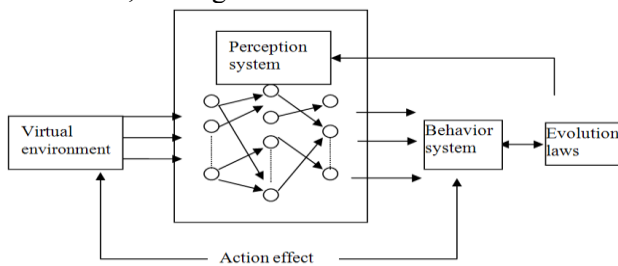 Perception
system
Virtual
environment
Behavior
system
Evolution
laws
Action effect